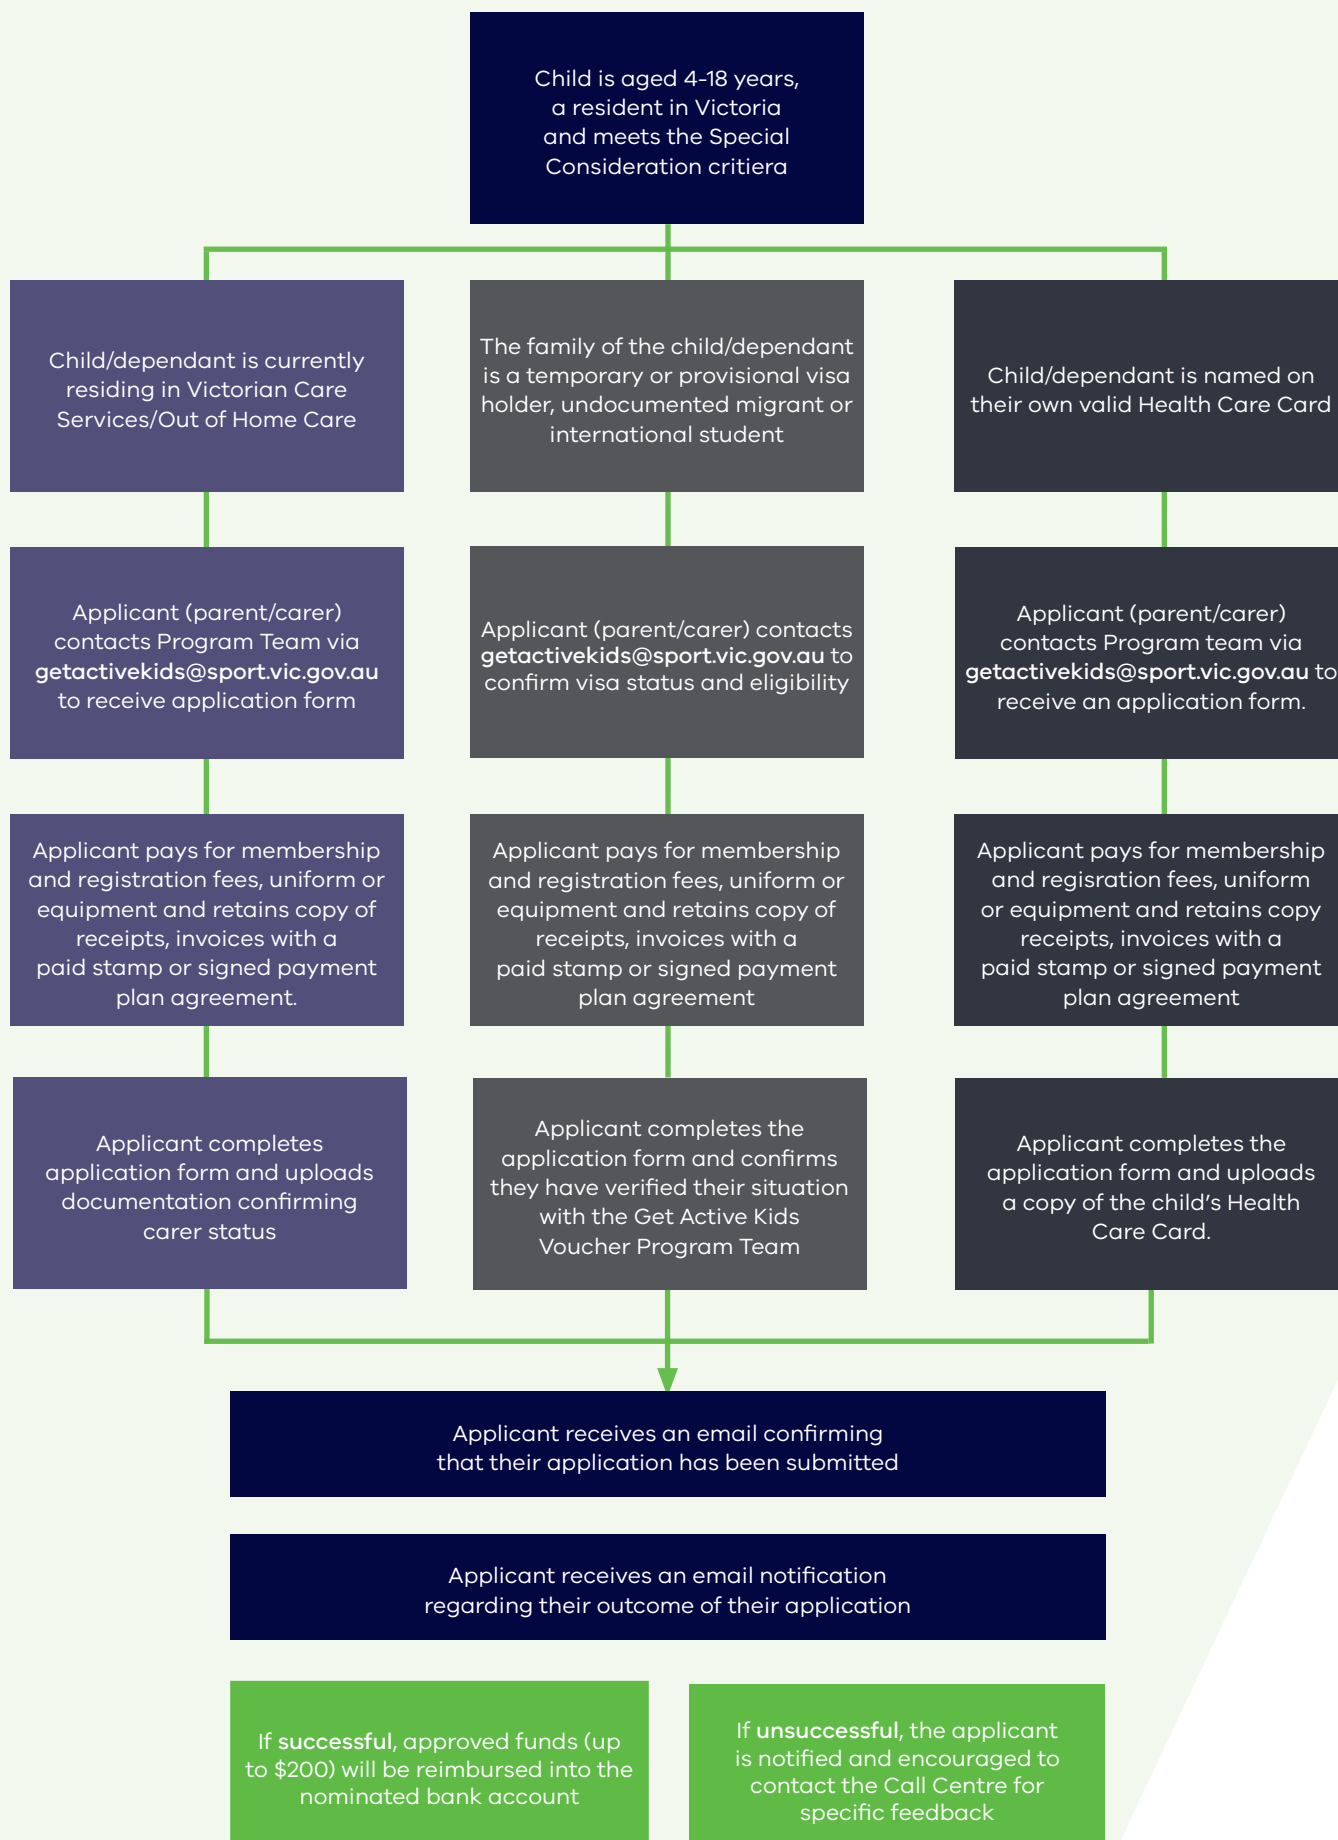 Child is aged 4-18 years,
a resident in Victoria
and meets the Special
Consideration critiera
Child/dependant is currently
residing in Victorian Care
Services/Out of Home Care
The family of the child/dependant
is a temporary or provisional visa
holder, undocumented migrant or
international student
Child/dependant is named on
their own valid Health Care Card
Applicant (parent/carer)
contacts Program Team via
getactivekids@sport.vic.gov.au
to receive application form
Applicant (parent/carer) contacts
getactivekids@sport.vic.gov.au to
confirm visa status and eligibility
Applicant (parent/carer)
contacts Program team via
getactivekids@sport.vic.gov.au to
receive an application form.
Applicant pays for membership
and registration fees, uniform or
equipment and retains copy of
receipts, invoices with a
paid stamp or signed payment
plan agreement.
Applicant pays for membership
and registration fees, uniform or
equipment and retains copy of
receipts, invoices with a
paid stamp or signed payment
plan agreement
Applicant pays for membership
and regisration fees, uniform
or equipment and retains copy
receipts, invoices with a
paid stamp or signed payment
plan agreement
Applicant completes
application form and uploads
documentation confirming
carer status
Applicant completes the
application form and confirms
they have verified their situation
with the Get Active Kids
Voucher Program Team
Applicant completes the
application form and uploads
a copy of the child's Health
Care Card.
Applicant receives an email confirming
that their application has been submitted
Applicant receives an email notification
regarding their outcome of their application
If successful, approved funds (up
to $200) will be reimbursed into the
nominated bank account
If unsuccessful, the applicant
is notified and encouraged to
contact the Call Centre for
specific feedback